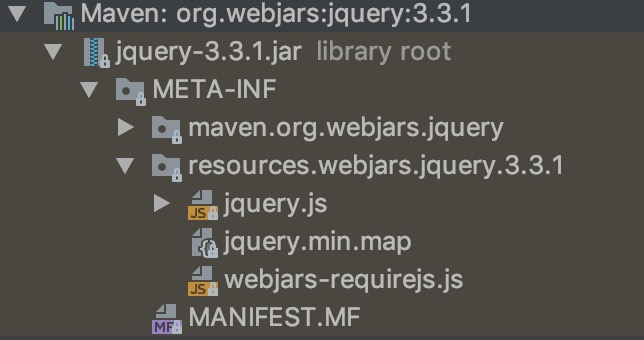 Maven: org.webjars:jquery:3.3.1
jquery-3.3.1.jar library root
META-INF
maven.org.webjars.jquery
resources.webjars.jquery.3.3.1
JS jquery.js
jquery.min.map
JS webjars-requirejs.js
MF MANIFEST.MF